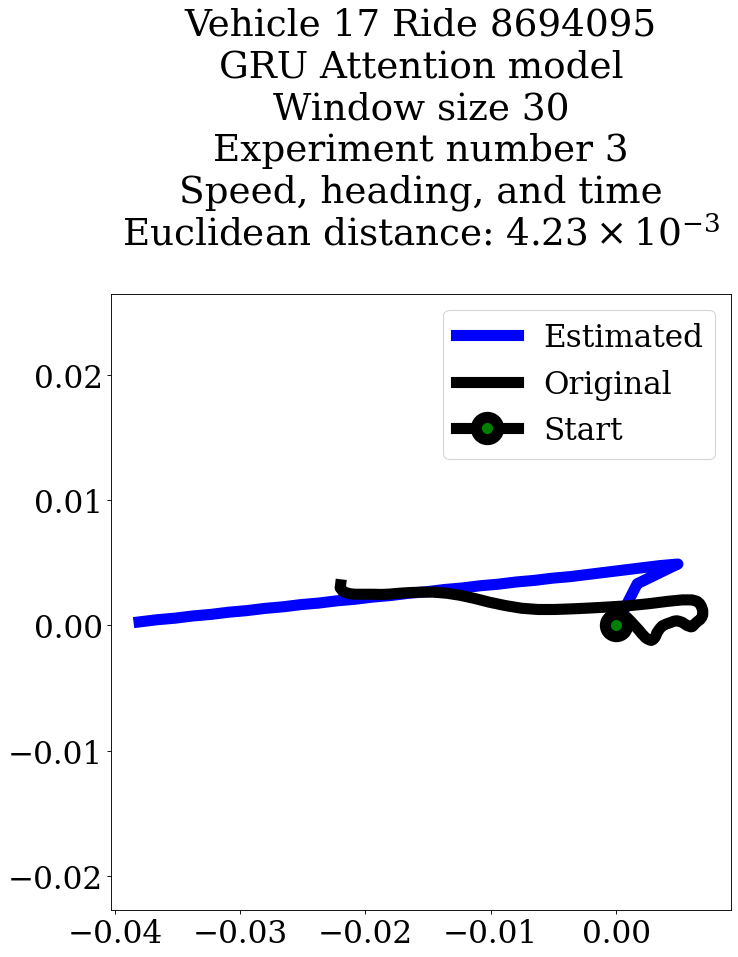 Vehicle 17 Ride 8694095
GRU Attention model
Window size 30
Experiment number 3
Speed, heading, and time
Euclidean distance: 4.23 × 10⁻³
Estimated
Original
Start
0.02
0.01
0.00
−0.01
−0.02
−0.04 −0.03 −0.02 −0.01 0.00